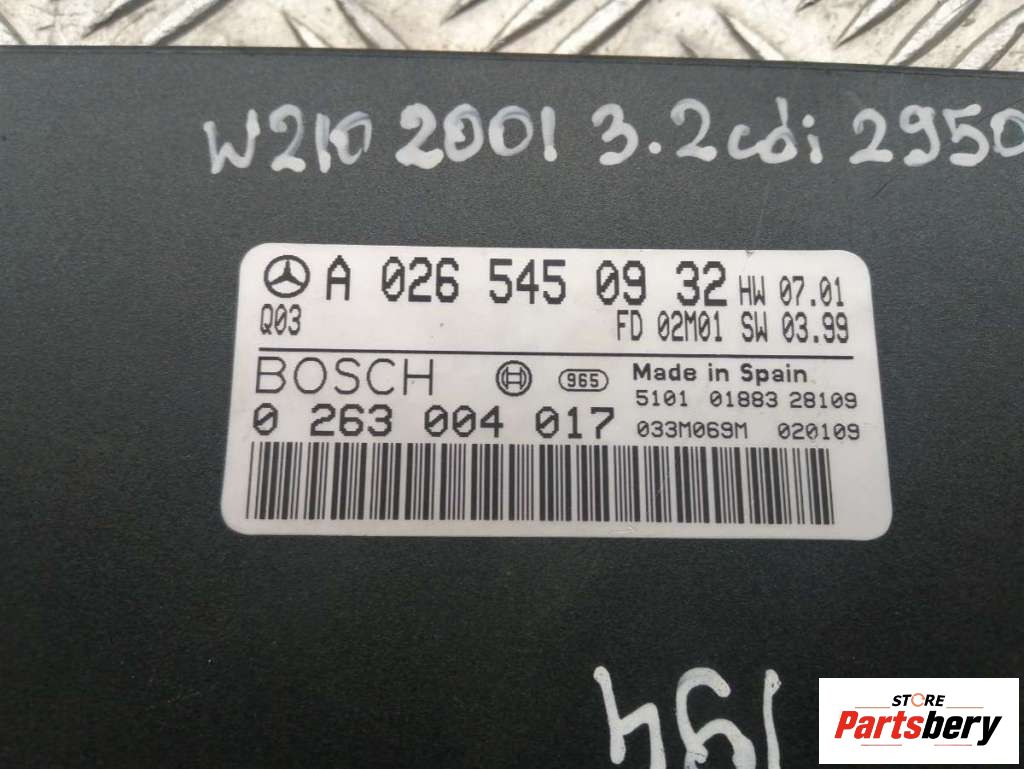 W210 2001 3.2cdi 2950
A 026 545 09 32 HW 07.01
Q03 FD 02M01 SW 03.99
BOSCH 965 Made in Spain
5101 01883 28109
0 263 004 017 033M069M 020109
194
STORE
Partsbery